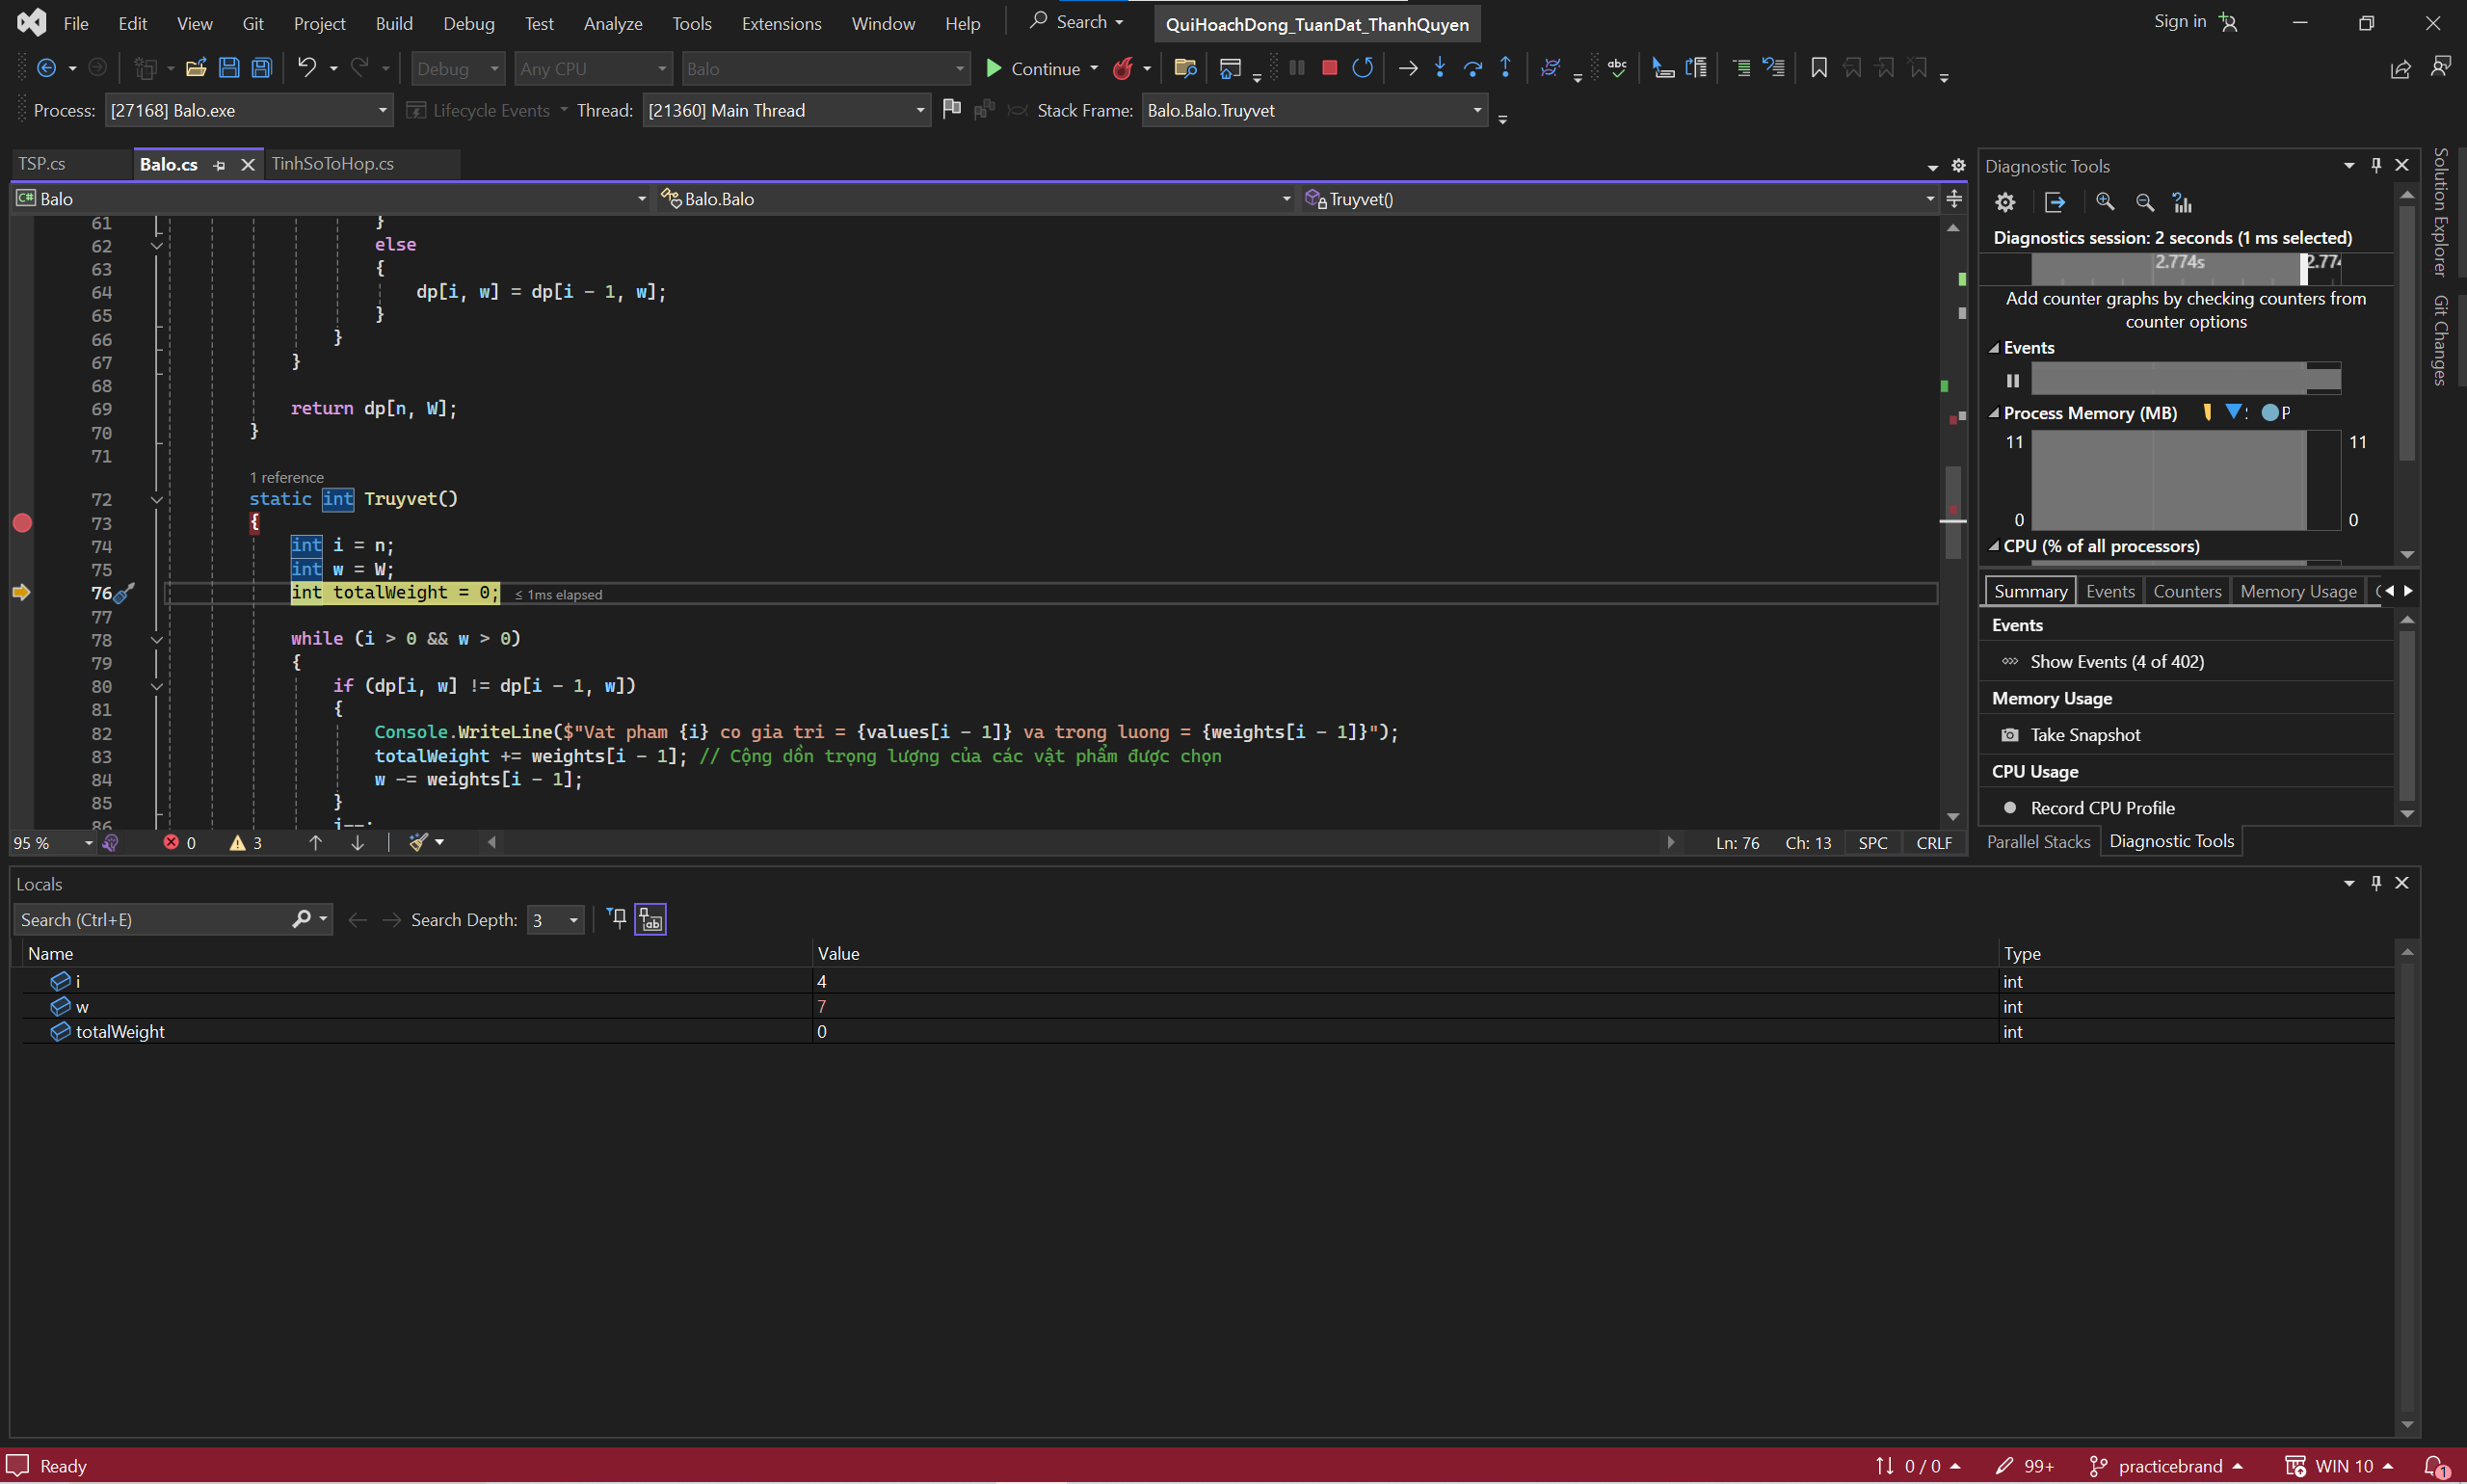 File Edit View Git Project Build Debug Test Analyze Tools Extensions Window Help Search QuiHoachDong_TuanDat_ThanhQuyen Sign in
Debug Any CPU Balo Continue
Process: [27168] Balo.exe Lifecycle Events Thread: [21360] Main Thread Stack Frame: Balo.Balo.Truyvet
TSP.cs Balo.cs TinhSoToHop.cs
Balo Balo.Balo Truyvet()
61 }
62 else
63 {
64 dp[i, w] = dp[i - 1, w];
65 }
66 }
67 }
68
69 return dp[n, W];
70 }
71
1 reference
72 static int Truyvet()
73 {
74 int i = n;
75 int w = W;
76 int totalWeight = 0; ≤ 1ms elapsed
77
78 while (i > 0 && w > 0)
79 {
80 if (dp[i, w] != dp[i - 1, w])
81 {
82 Console.WriteLine($"Vat pham {i} co gia tri = {values[i - 1]} va trong luong = {weights[i - 1]}");
83 totalWeight += weights[i - 1]; // Cộng dồn trọng lượng của các vật phẩm được chọn
84 w -= weights[i - 1];
85 }
86 i--;
95 % 0 3 Ln: 76 Ch: 13 SPC CRLF
Diagnostic Tools
Diagnostics session: 2 seconds (1 ms selected)
2.774s 2.77
Add counter graphs by checking counters from
counter options
Events
Process Memory (MB) P
11 11
0 0
CPU (% of all processors)
Summary Events Counters Memory Usage
Events
Show Events (4 of 402)
Memory Usage
Take Snapshot
CPU Usage
Record CPU Profile
Parallel Stacks Diagnostic Tools
Solution Explorer
Git Changes
Locals
Search (Ctrl+E) Search Depth: 3
Name Value Type
i 4 int
w 7 int
totalWeight 0 int
Ready 0 / 0 99+ practicebrand WIN 10 1